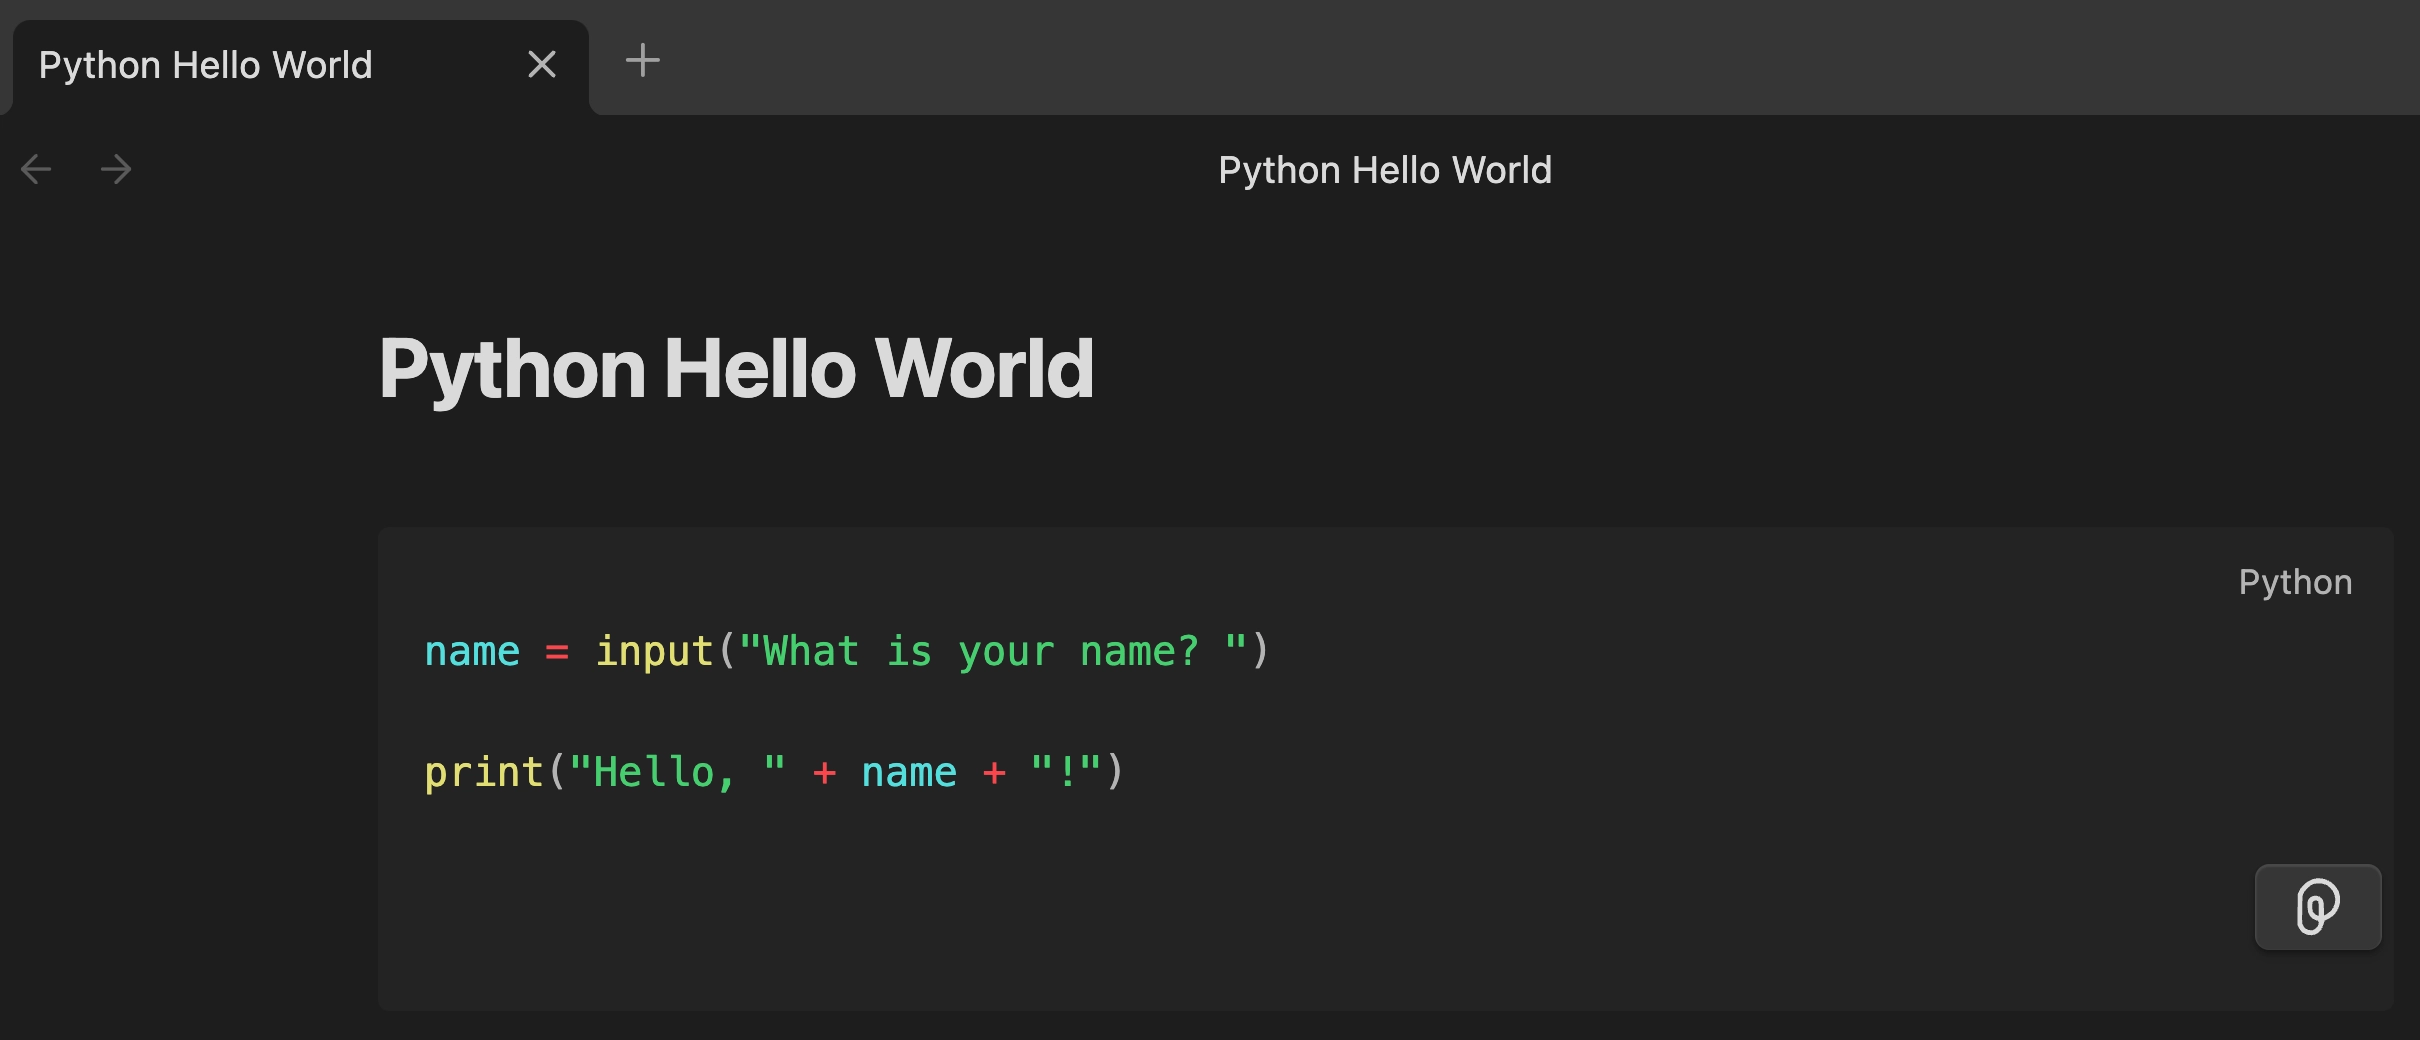 Python Hello World
Python Hello World
Python Hello World
Python
name = input("What is your name? ")
print("Hello, " + name + "!")